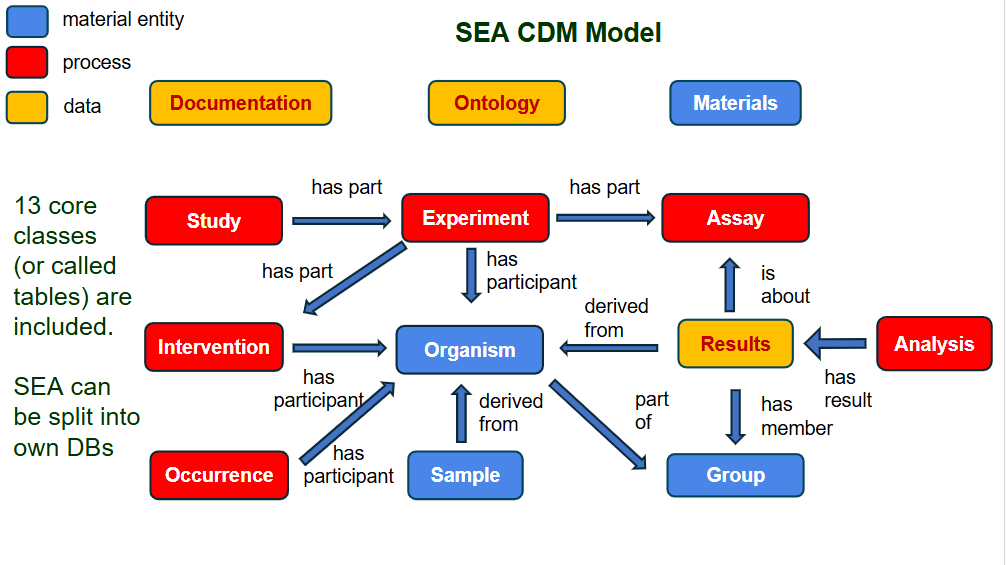 material entity
SEA CDM Model
process
data
Documentation
Ontology
Materials
has part
has part
13 core
classes
(or called
tables) are
included.
Study
Experiment
Assay
has part
has
participant
is
about
derived
from
Intervention
Organism
Results
Analysis
SEA can
be split into
own DBs
has
participant
derived
from
part
of
has
member
has
result
has
participant
Occurrence
Sample
Group